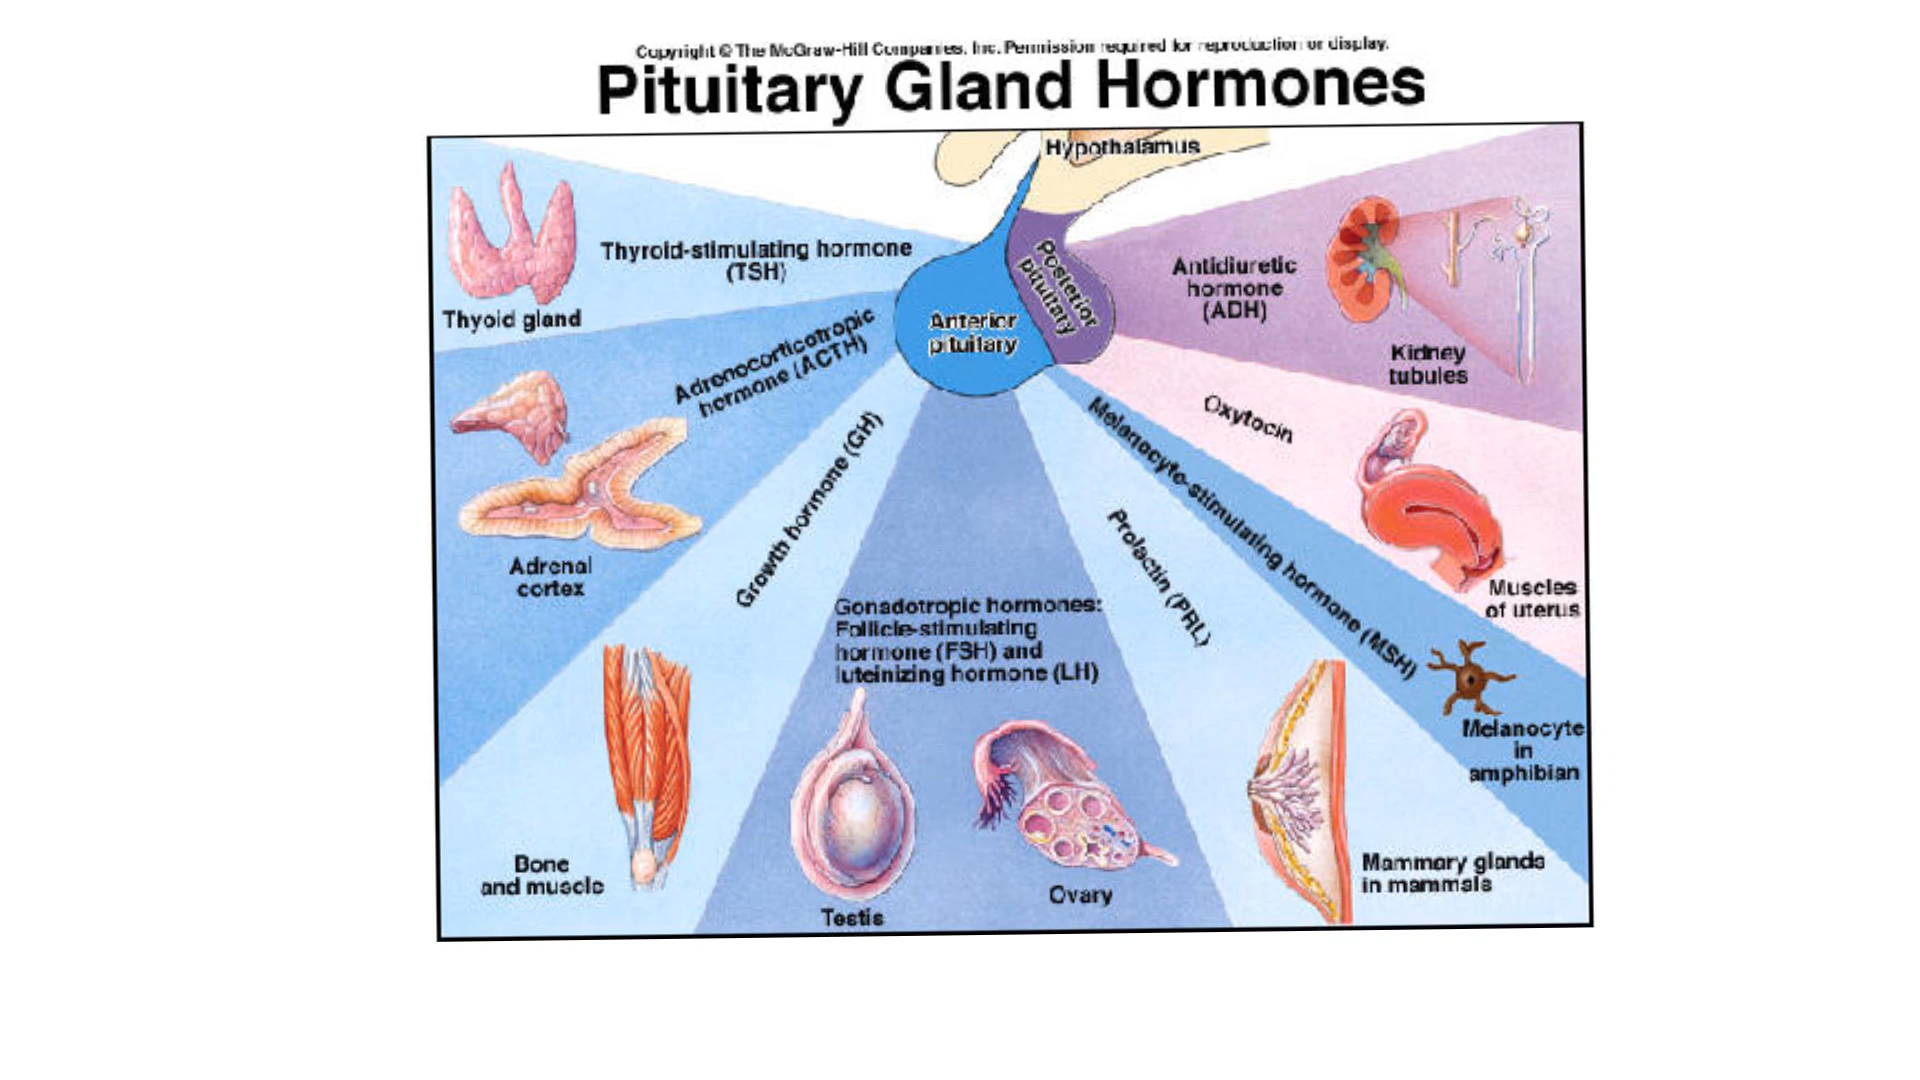 Copyright © The McGraw-Hill Companies, Inc. Permission required for reproduction or display.
Pituitary Gland Hormones
Hypothalamus
Thyroid-stimulating hormone
(TSH)
Thyoid gland
Posterior
pituitary
Anterior
pituitary
Antidiuretic
hormone
(ADH)
Kidney
tubules
Adrenocorticotropic
hormone (ACTH)
Adrenal
cortex
Growth hormone (GH)
Bone
and muscle
Gonadotropic hormones:
Follicle-stimulating
hormone (FSH) and
luteinizing hormone (LH)
Testis
Ovary
Prolactin (PRL)
Mammary glands
in mammals
Melanocyte-stimulating hormone (MSH)
Melanocyte
in
amphibian
Oxytocin
Muscles
of uterus